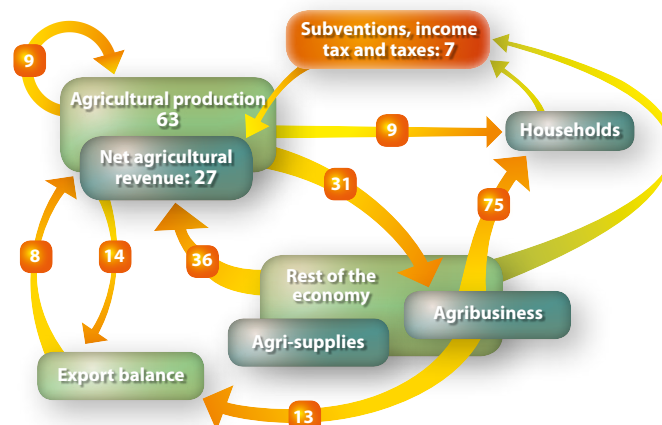 Subventions, income
tax and taxes: 7
9
Agricultural production
63
9
Households
Net agricultural
revenue: 27
31
75
8
14
36
Rest of the
economy
Agribusiness
Agri-supplies
Export balance
13